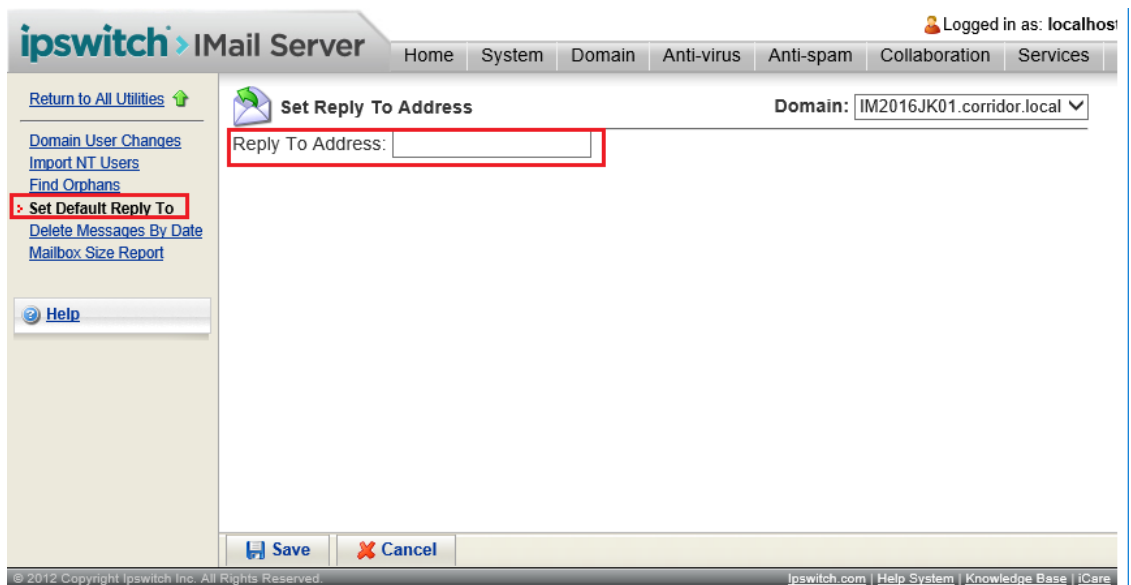 ipswitch IMail Server
Logged in as: localhost
Home System Domain Anti-virus Anti-spam Collaboration Services
Return to All Utilities
Set Reply To Address
Domain: IM2016JK01.corridor.local
Domain User Changes
Reply To Address:
Import NT Users
Find Orphans
Set Default Reply To
Delete Messages By Date
Mailbox Size Report
Help
Save Cancel
© 2012 Copyright Ipswitch Inc. All Rights Reserved.
Ipswitch.com | Help System | Knowledge Base | iCare